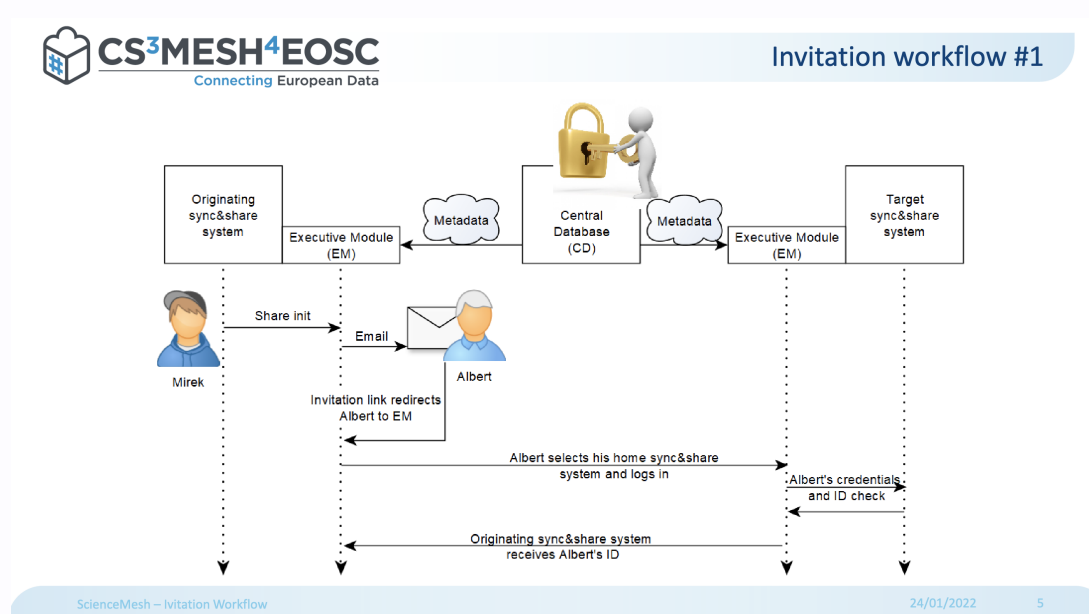 CS3MESH4EOSC
Connecting European Data
Invitation workflow #1
Originating
sync&share
system
Executive Module
(EM)
Metadata
Central
Database
(CD)
Metadata
Executive Module
(EM)
Target
sync&share
system
Share init
Email
Mirek
Albert
Invitation link redirects
Albert to EM
Albert selects his home sync&share
system and logs in
Albert's credentials
and ID check
Originating sync&share system
receives Albert's ID
ScienceMesh – Ivitation Workflow
24/01/2022
5